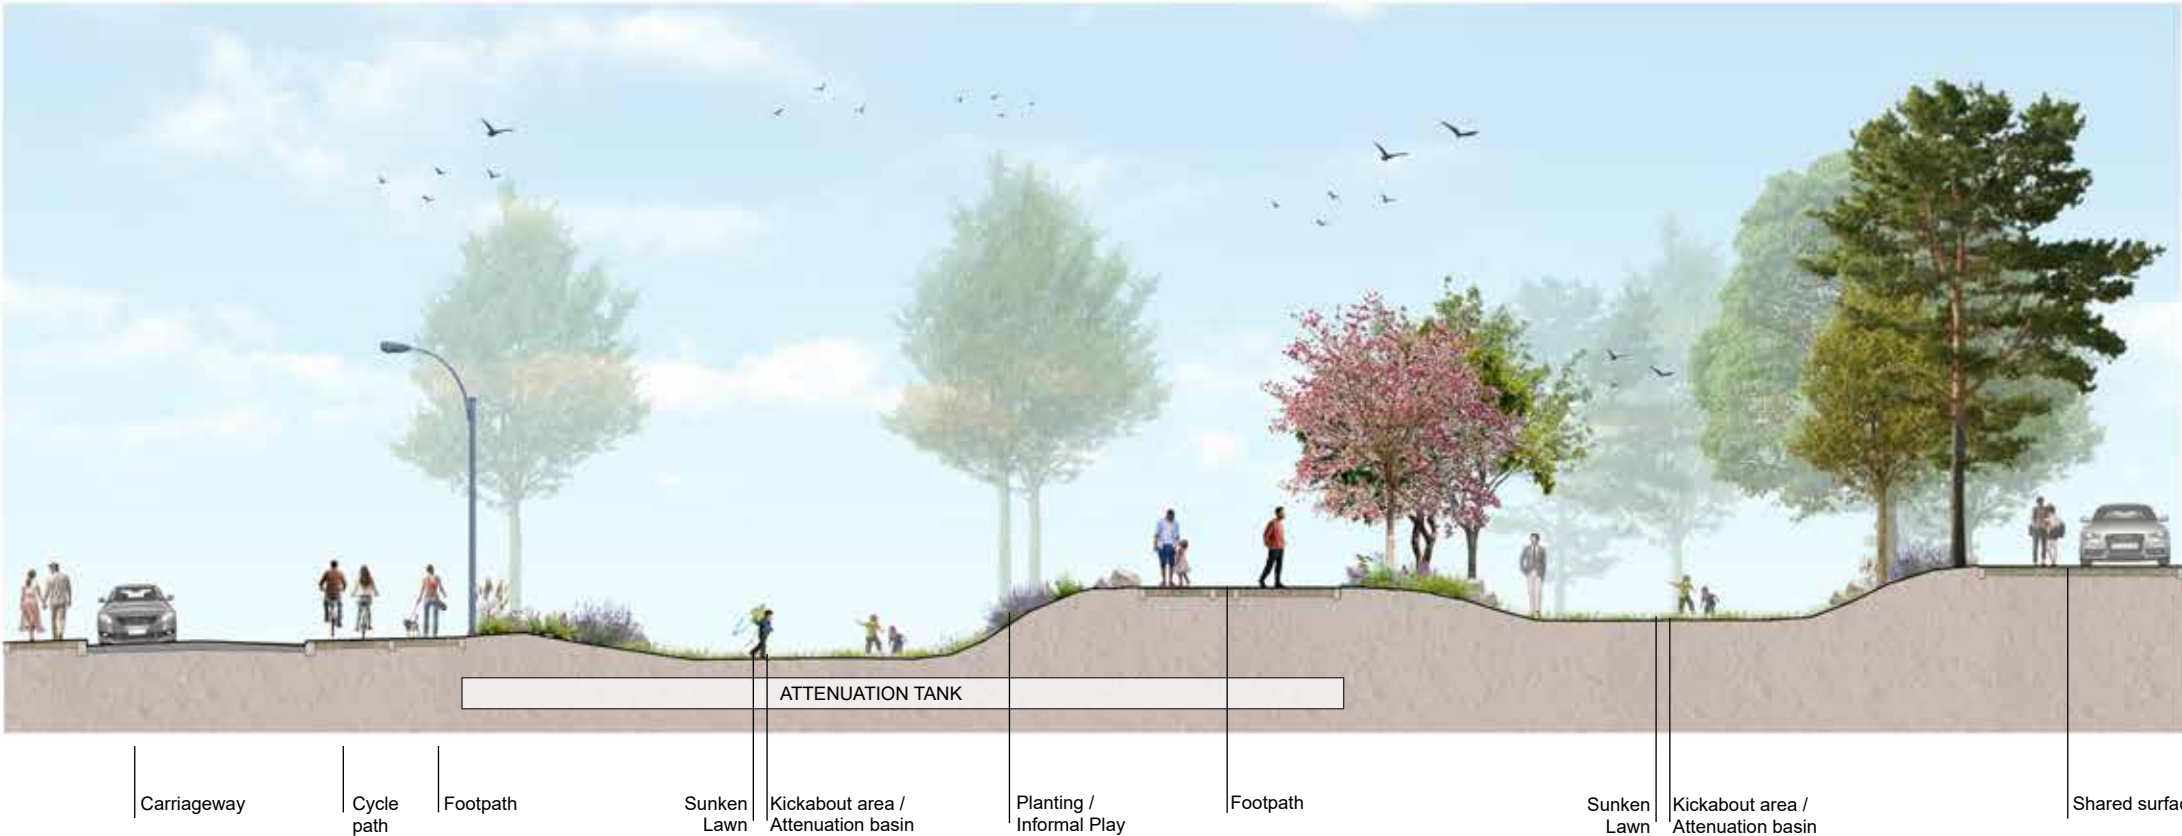 ATTENUATION TANK
Carriageway
Cycle
path
Footpath
Sunken
Lawn
Kickabout area /
Attenuation basin
Planting /
Informal Play
Footpath
Sunken
Lawn
Kickabout area /
Attenuation basin
Shared